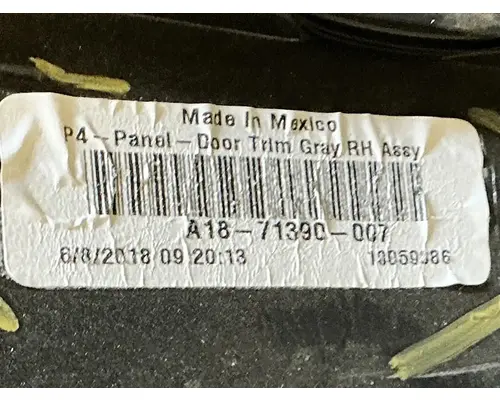 Made In Mexico
P4-Panel-Door Trim Gray RH Assy
A18-71390-007
6/8/2018 09 20:13
13059386